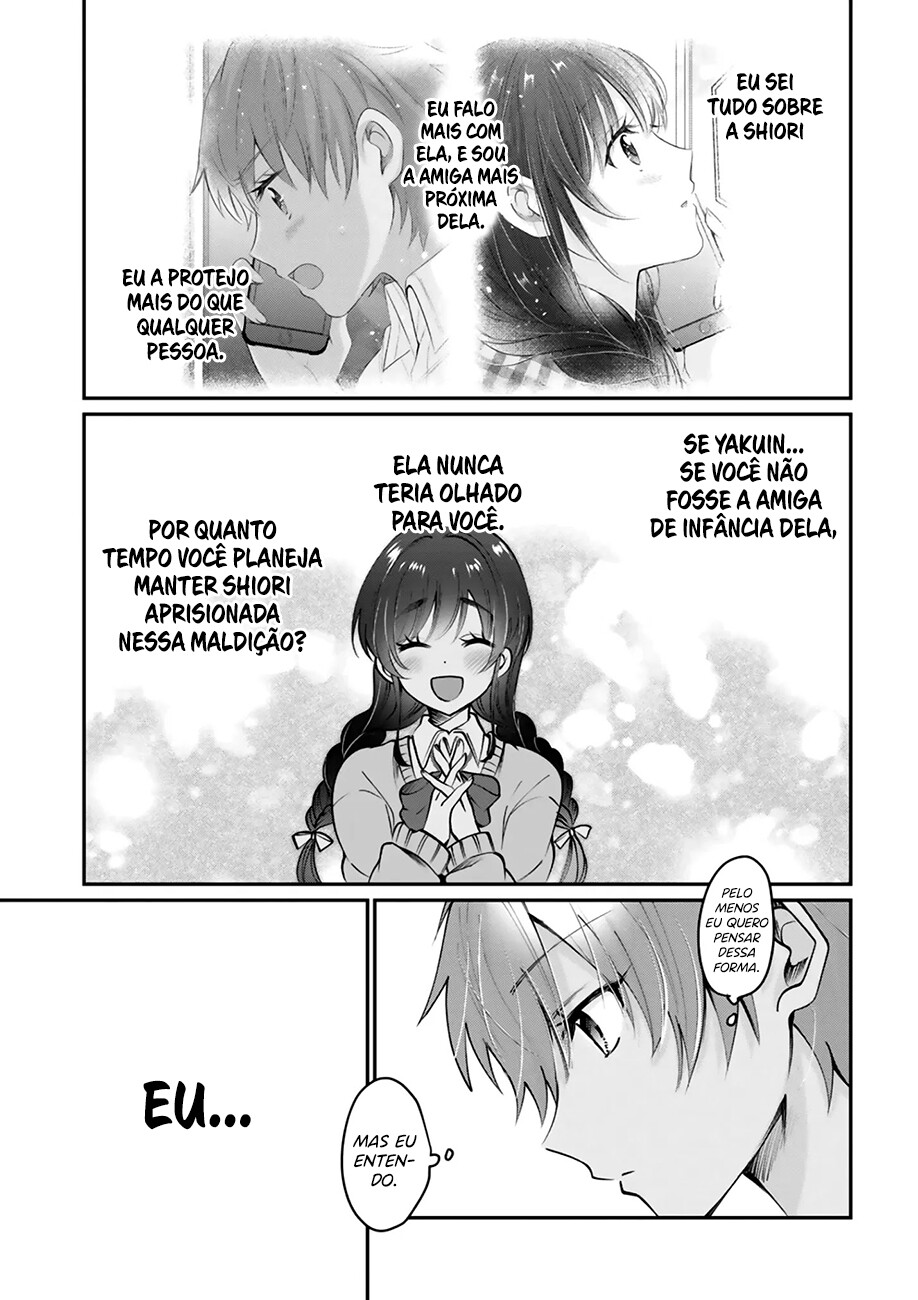 EU SEI
TUDO SOBRE
A SHIORI
EU FALO
MAIS COM
ELA, E SOU
A AMIGA MAIS
PRÓXIMA
DELA.
EU A PROTEJO
MAIS DO QUE
QUALQUER
PESSOA.
SE YAKUIN...
SE VOCÊ NÃO
FOSSE A AMIGA
DE INFÂNCIA DELA,
ELA NUNCA
TERIA OLHADO
PARA VOCÊ.
POR QUANTO
TEMPO VOCÊ PLANEJA
MANTER SHIORI
APRISIONADA
NESSA MALDIÇÃO?
PELO
MENOS
EU QUERO
PENSAR
DESSA
FORMA.
MAS EU
ENTEN-
DO.
EU...